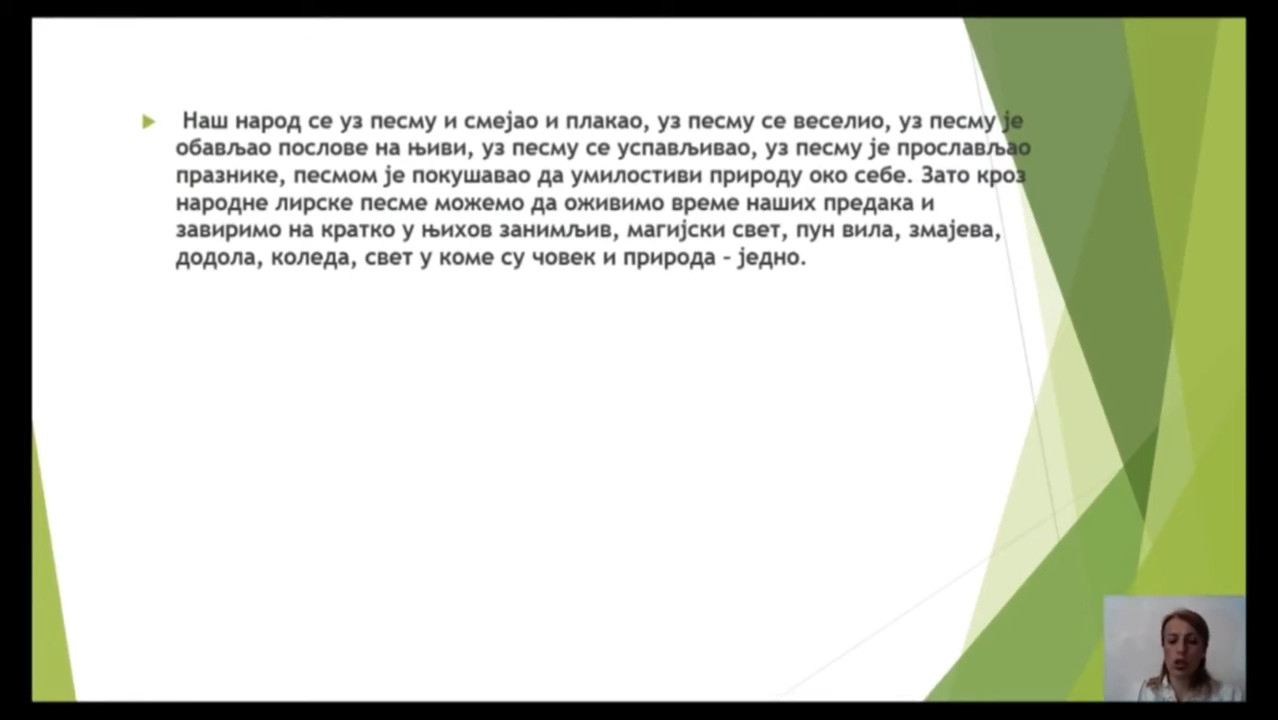 Наш народ се уз песму и смејао и плакао, уз песму се веселио, уз песму је
обављао послове на њиви, уз песму се успављивао, уз песму је прослављао
празнике, песмом је покушавао да умилостиви природу око себе. Зато кроз
народне лирске песме можемо да оживимо време наших предака и
завиримо на кратко у њихов занимљив, магијски свет, пун вила, змајева,
додола, коледа, свет у коме су човек и природа – једно.